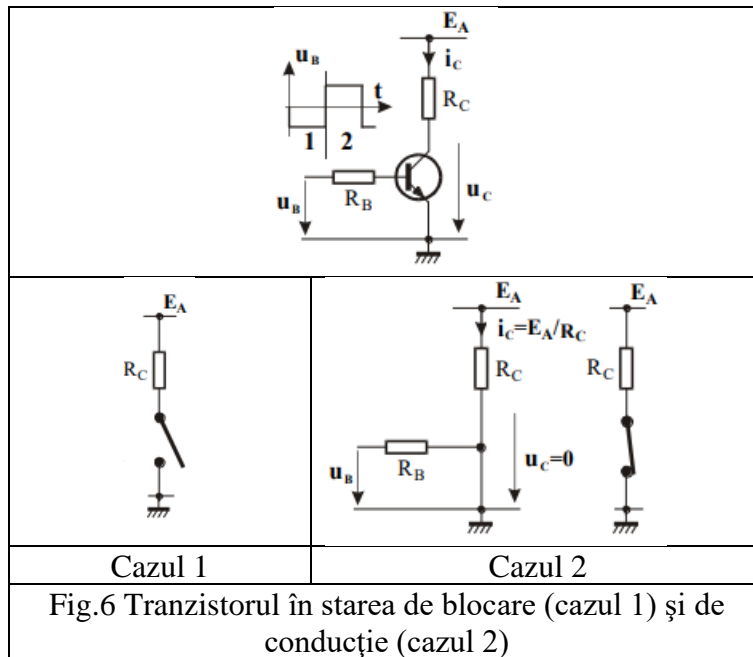 E_A
u_B
i_C
t
R_C
1 2
u_B
R_B
u_C
E_A
R_C
E_A
i_C=E_A/R_C
R_C
u_B
R_B
u_C=0
E_A
R_C
Cazul 1
Cazul 2
Fig.6 Tranzistorul în starea de blocare (cazul 1) şi de
conducţie (cazul 2)